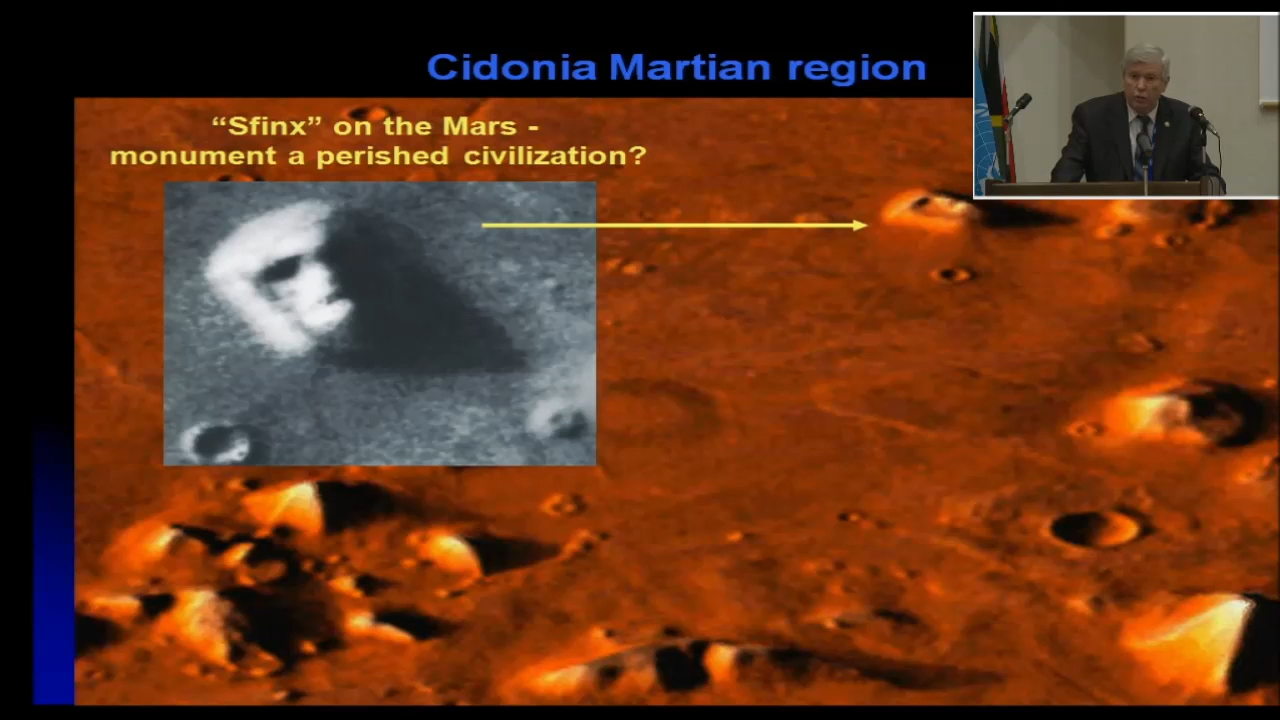 Cidonia Martian region
“Sfinx” on the Mars -
monument a perished civilization?